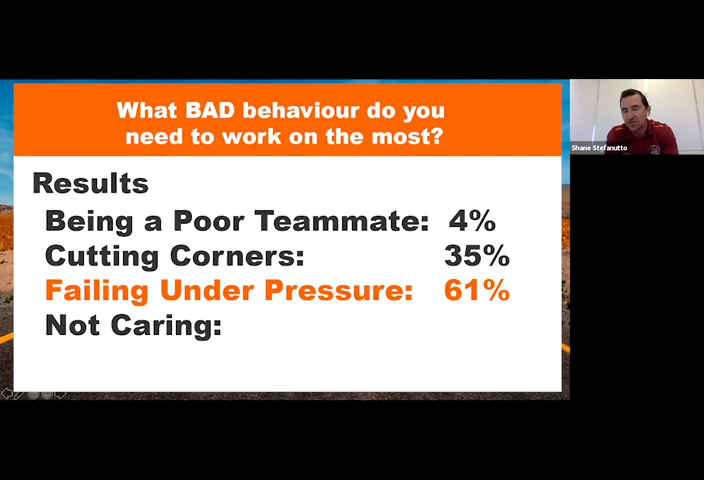 What BAD behaviour do you
need to work on the most?
Results
Being a Poor Teammate: 4%
Cutting Corners: 35%
Failing Under Pressure: 61%
Not Caring:
Shane Stefanutto